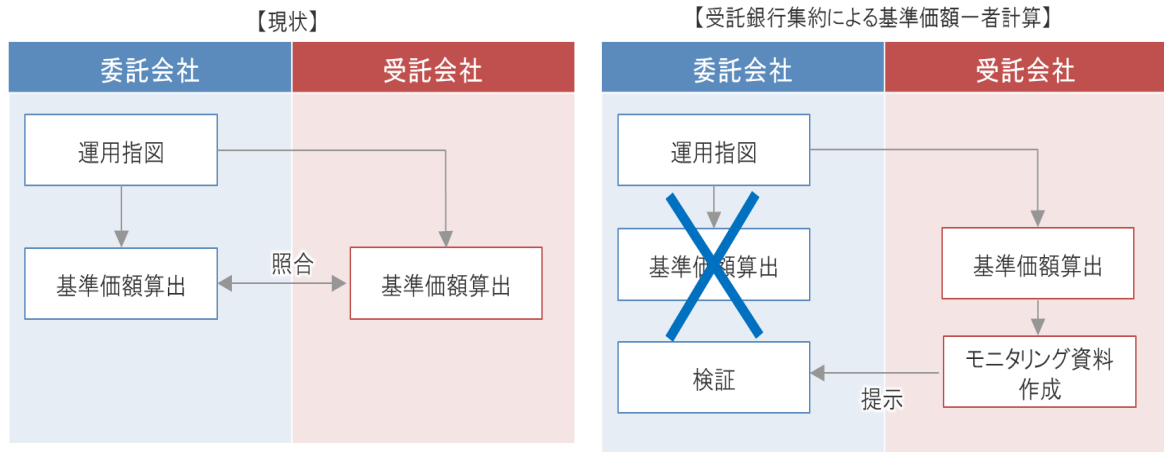 【現状】
委託会社
受託会社
運用指図
基準価額算出
照合
基準価額算出
【受託銀行集約による基準価額一者計算】
委託会社
受託会社
運用指図
基準価額算出
基準価額算出
検証
提示
モニタリング資料
作成